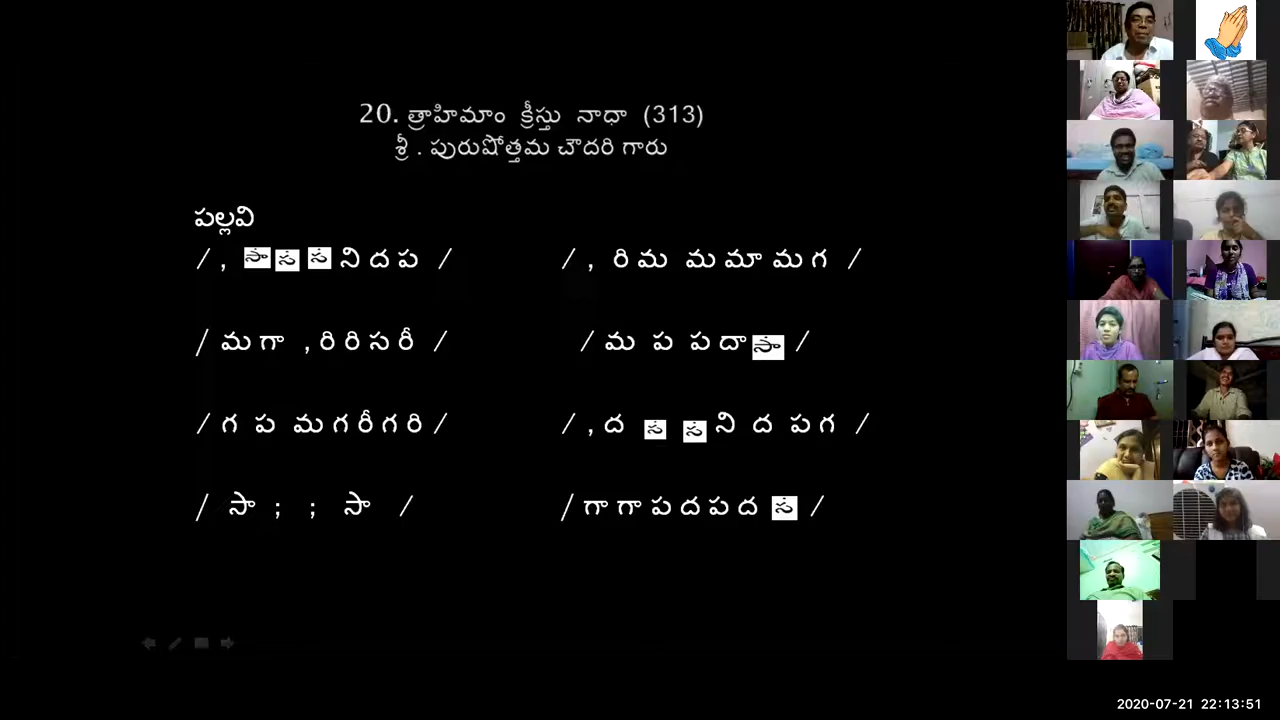 20. త్రాహిమాం క్రీస్తు నాధా (313)
శ్రీ . పురుషోత్తమ చౌదరి గారు
పల్లవి
/ , సా̇ స̇ స̇ ని ద ప / / , రి మ మ మా మ గ /
/ మ గా , రి రి స రీ / / మ ప ప దా సా̇ /
/ గ ప మ గ రీ గ రి / / , ద స̇ స̇ ని ద ప గ /
/ సా ; ; సా / / గా గా ప ద ప ద స̇ /
2020-07-21 22:13:51